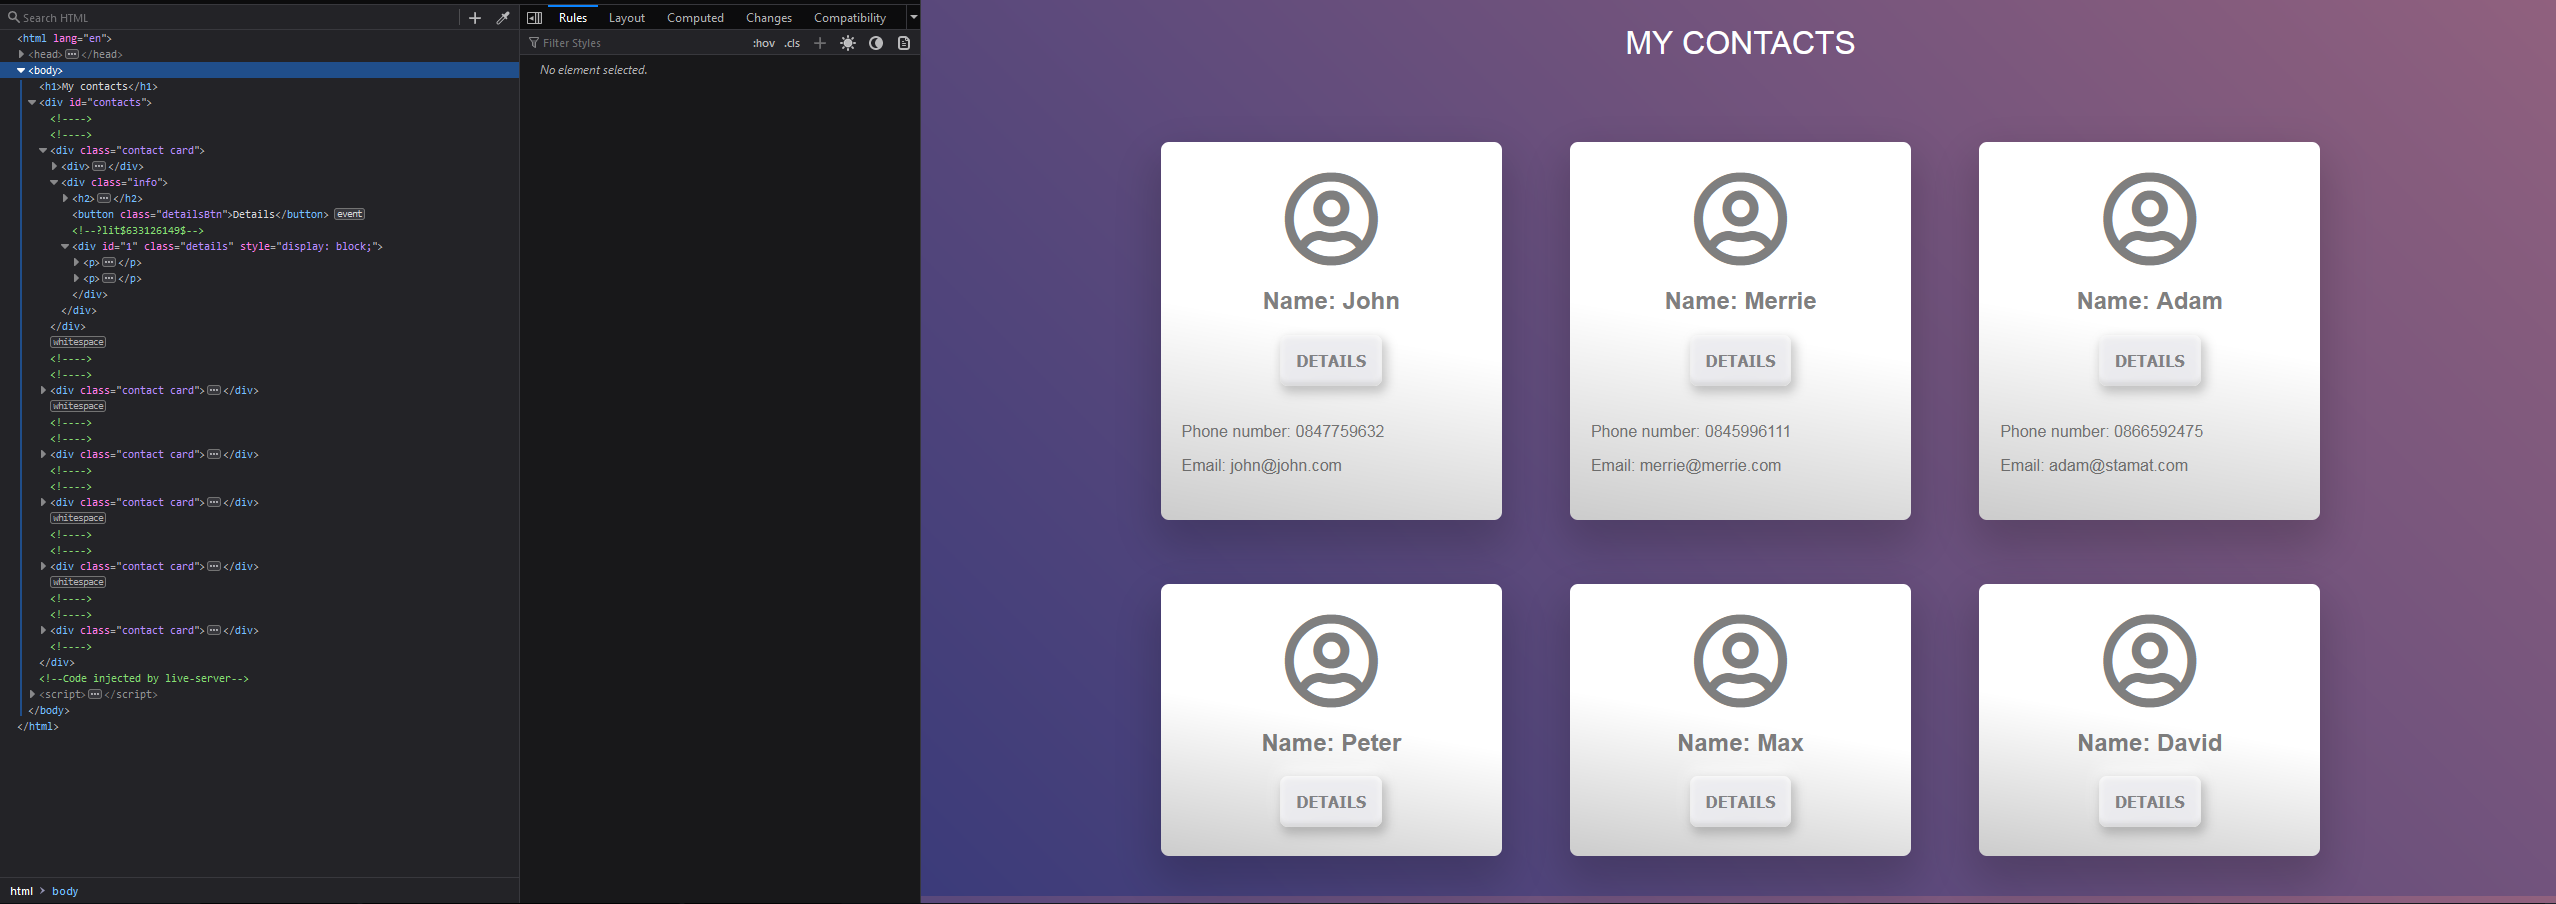 Search HTML
<html lang="en">
<head>···</head>
<body>
<h1>My contacts</h1>
<div id="contacts">
<!---->
<!---->
<div class="contact card">
<div>···</div>
<div class="info">
<h2>···</h2>
<button class="detailsBtn">Details</button> event
<!--?lit$633126149$-->
<div id="1" class="details" style="display: block;">
<p>···</p>
<p>···</p>
</div>
</div>
</div>
whitespace
<!---->
<!---->
<div class="contact card">···</div>
whitespace
<!---->
<!---->
<div class="contact card">···</div>
<!---->
<!---->
<div class="contact card">···</div>
whitespace
<!---->
<!---->
<div class="contact card">···</div>
whitespace
<!---->
<!---->
<div class="contact card">···</div>
<!---->
</div>
<!--Code injected by live-server-->
<script>···</script>
</body>
</html>
html > body
Rules Layout Computed Changes Compatibility
Filter Styles :hov .cls
No element selected.
MY CONTACTS
Name: John
DETAILS
Phone number: 0847759632
Email: john@john.com
Name: Merrie
DETAILS
Phone number: 0845996111
Email: merrie@merrie.com
Name: Adam
DETAILS
Phone number: 0866592475
Email: adam@stamat.com
Name: Peter
DETAILS
Name: Max
DETAILS
Name: David
DETAILS